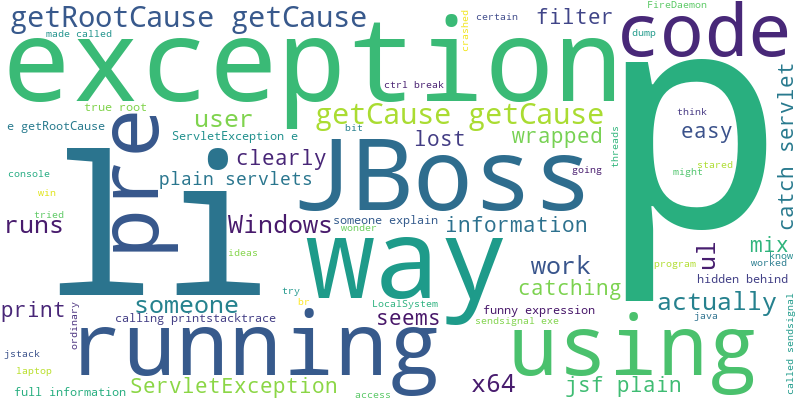 getRootCause getCause
filter
certain
FireDaemon
code
made called
crashed
dump
exception
ctrl break
p
true root
user
getCause getCause
think
e getRootCause
pre
ServletException e
bit
lost
wrapped
threads
easy
catch servlet
console
li
clearly
JBoss
going
stared
might
plain servlets
win
tried
runs
Windows
someone explain
information
wonder
way
ul
mix
know
ideas
work
program
worked
try
catching
hidden behind
print
someone
br
LocalSystem
actually
ordinary
calling printstacktrace
seems
funny expression
sendsignal exe
java
called sendsignal
jstack
running
using
laptop
full information
ServletException
access
x64
jsf plain